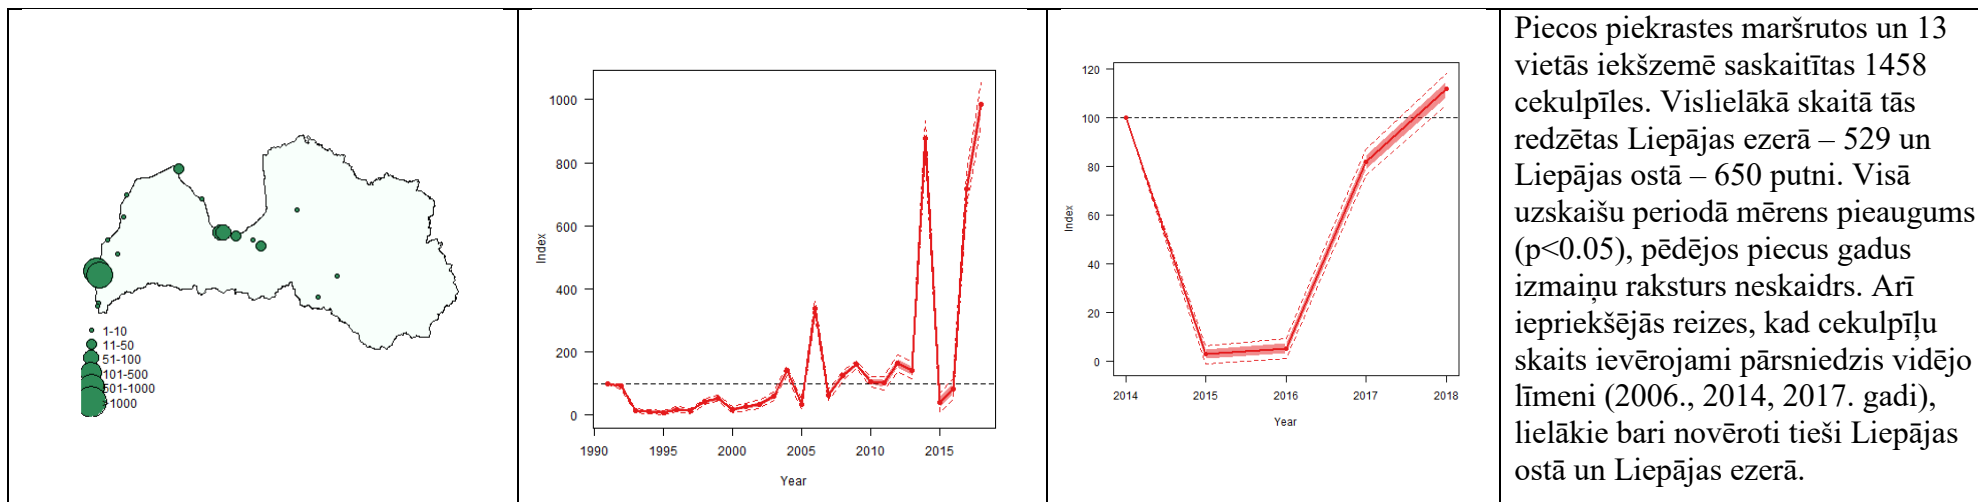 1-10
11-50
51-100
101-500
501-1000
>1000
1000
800
600
400
200
0
Index
1990
1995
2000
2005
2010
2015
Year
120
100
80
60
40
20
0
Index
2014
2015
2016
2017
2018
Year
Piecos piekrastes maršrutos un 13
vietās iekšzemē saskaitītas 1458
cekulpīles. Vislielākā skaitā tās
redzētas Liepājas ezerā – 529 un
Liepājas ostā – 650 putni. Visā
uzskaišu periodā mērens pieaugums
(p<0.05), pēdējos piecus gadus
izmaiņu raksturs neskaidrs. Arī
iepriekšējās reizes, kad cekulpīļu
skaits ievērojami pārsniedzis vidējo
līmeni (2006., 2014, 2017. gadi),
lielākie bari novēroti tieši Liepājas
ostā un Liepājas ezerā.